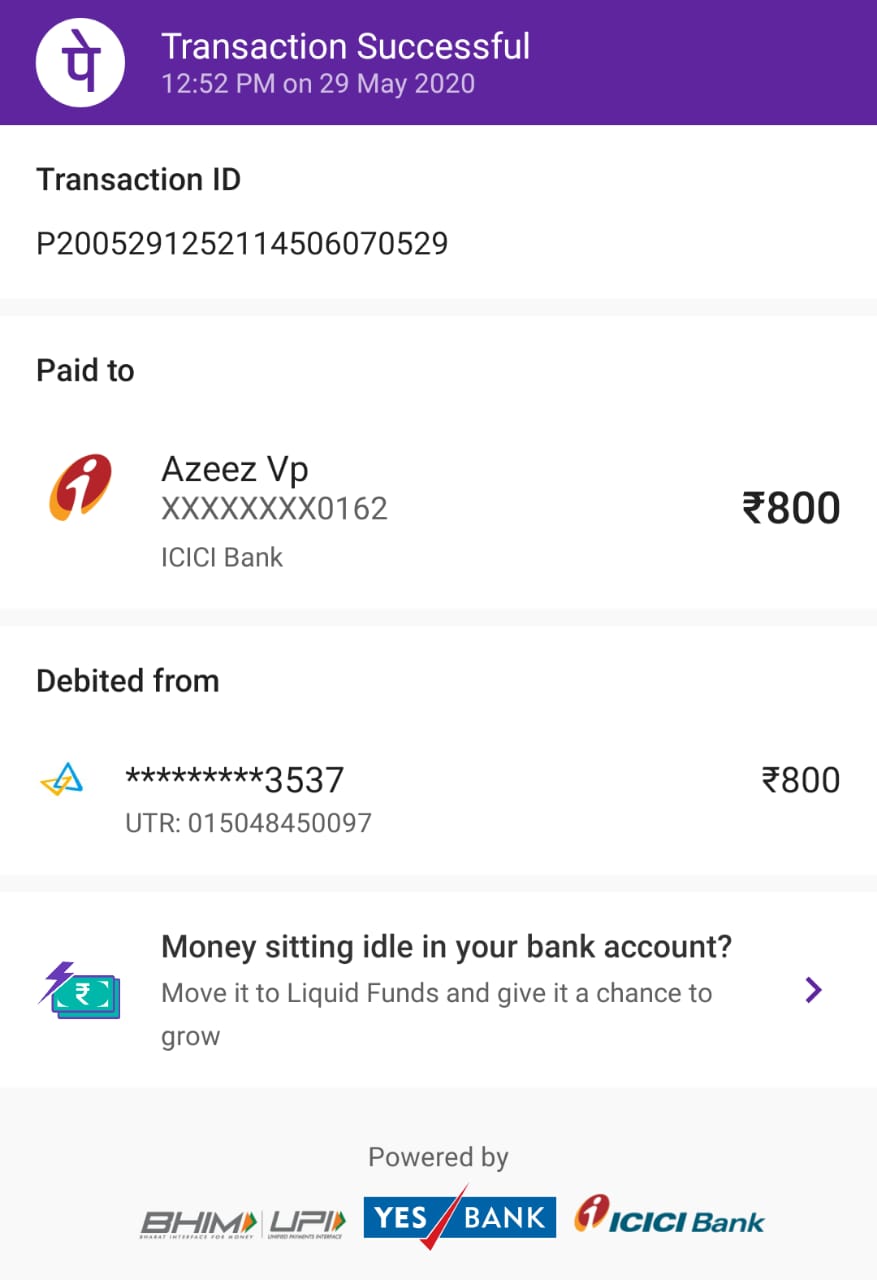 पे
Transaction Successful
12:52 PM on 29 May 2020
Transaction ID
P2005291252114506070529
Paid to
Azeez Vp
XXXXXXXX0162
₹800
ICICI Bank
Debited from
*********3537
₹800
UTR: 015048450097
Money sitting idle in your bank account?
₹
Move it to Liquid Funds and give it a chance to
grow
Powered by
BHIM UPI YES BANK ICICI Bank
BHARAT INTERFACE FOR MONEY UNIFIED PAYMENTS INTERFACE